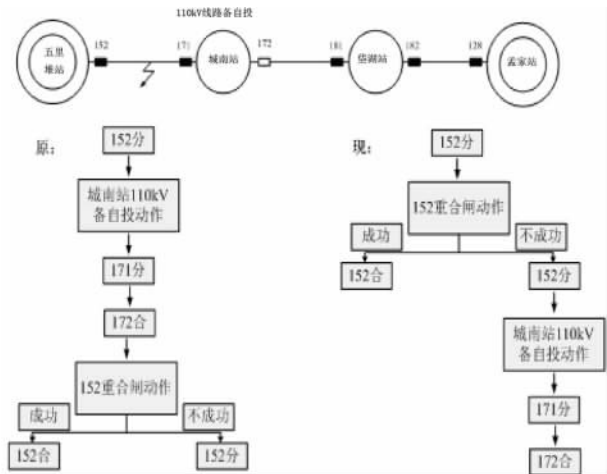 110kV线路备自投
五里
堆站
152
171
城南站
172
181
岱湖站
182
128
孟家站
原：
152分
城南站110kV
备自投动作
171分
172合
152重合闸动作
成功
不成功
152合
152分
现：
152分
152重合闸动作
成功
不成功
152合
152分
城南站110kV
备自投动作
171分
172合